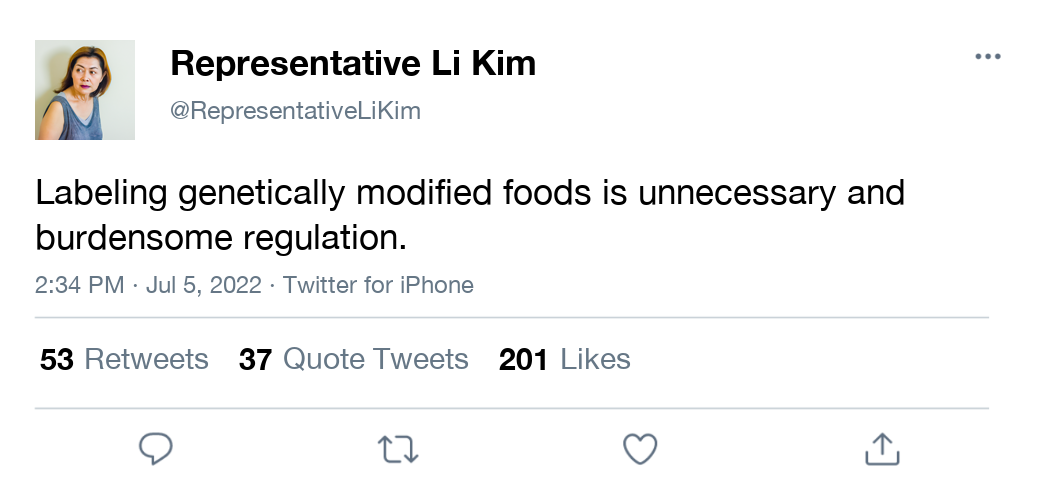 Representative Li Kim
@RepresentativeLiKim
Labeling genetically modified foods is unnecessary and
burdensome regulation.
2:34 PM · Jul 5, 2022 · Twitter for iPhone
53 Retweets 37 Quote Tweets 201 Likes